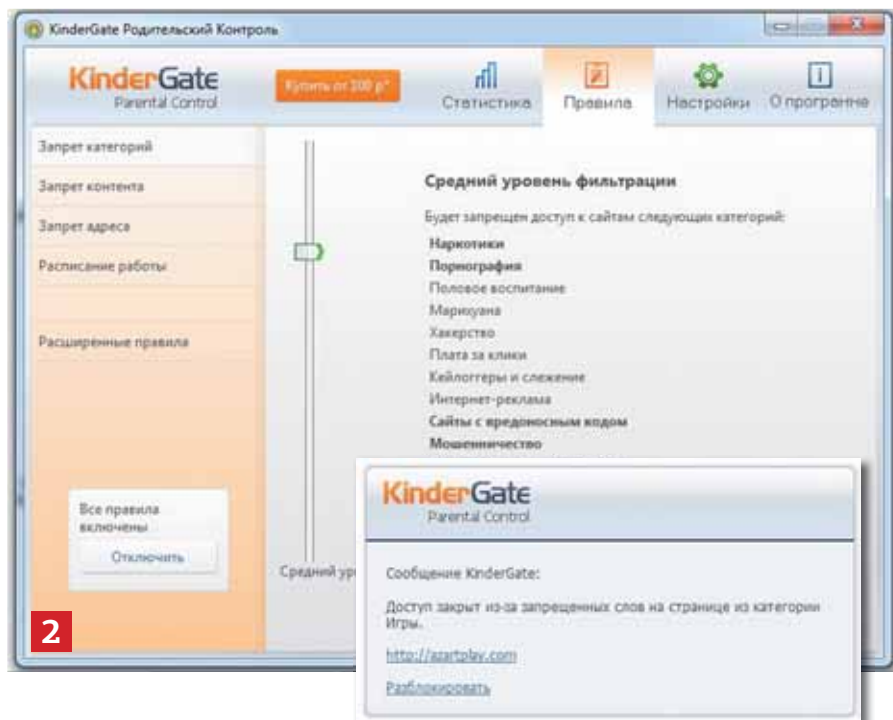 KinderGate Родительский Контроль
KinderGate
Parental Control
Купить от 300 р*
Статистика
Правила
Настройки
О программе
Запрет категорий
Запрет контента
Запрет адреса
Расписание работы
Расширенные правила
Все правила
включены
Отключить
Средний уровень фильтрации
Будет запрещен доступ к сайтам следующих категорий:
Наркотики
Порнография
Половое воспитание
Марихуана
Хакерство
Плата за клики
Кейлоггеры и слежение
Интернет-реклама
Сайты с вредоносным кодом
Мошенничество
Средний ур
KinderGate
Parental Control
Сообщение KinderGate:
Доступ закрыт из-за запрещенных слов на странице из категории
Игры.
http://azartplay.com
Разблокировать
2